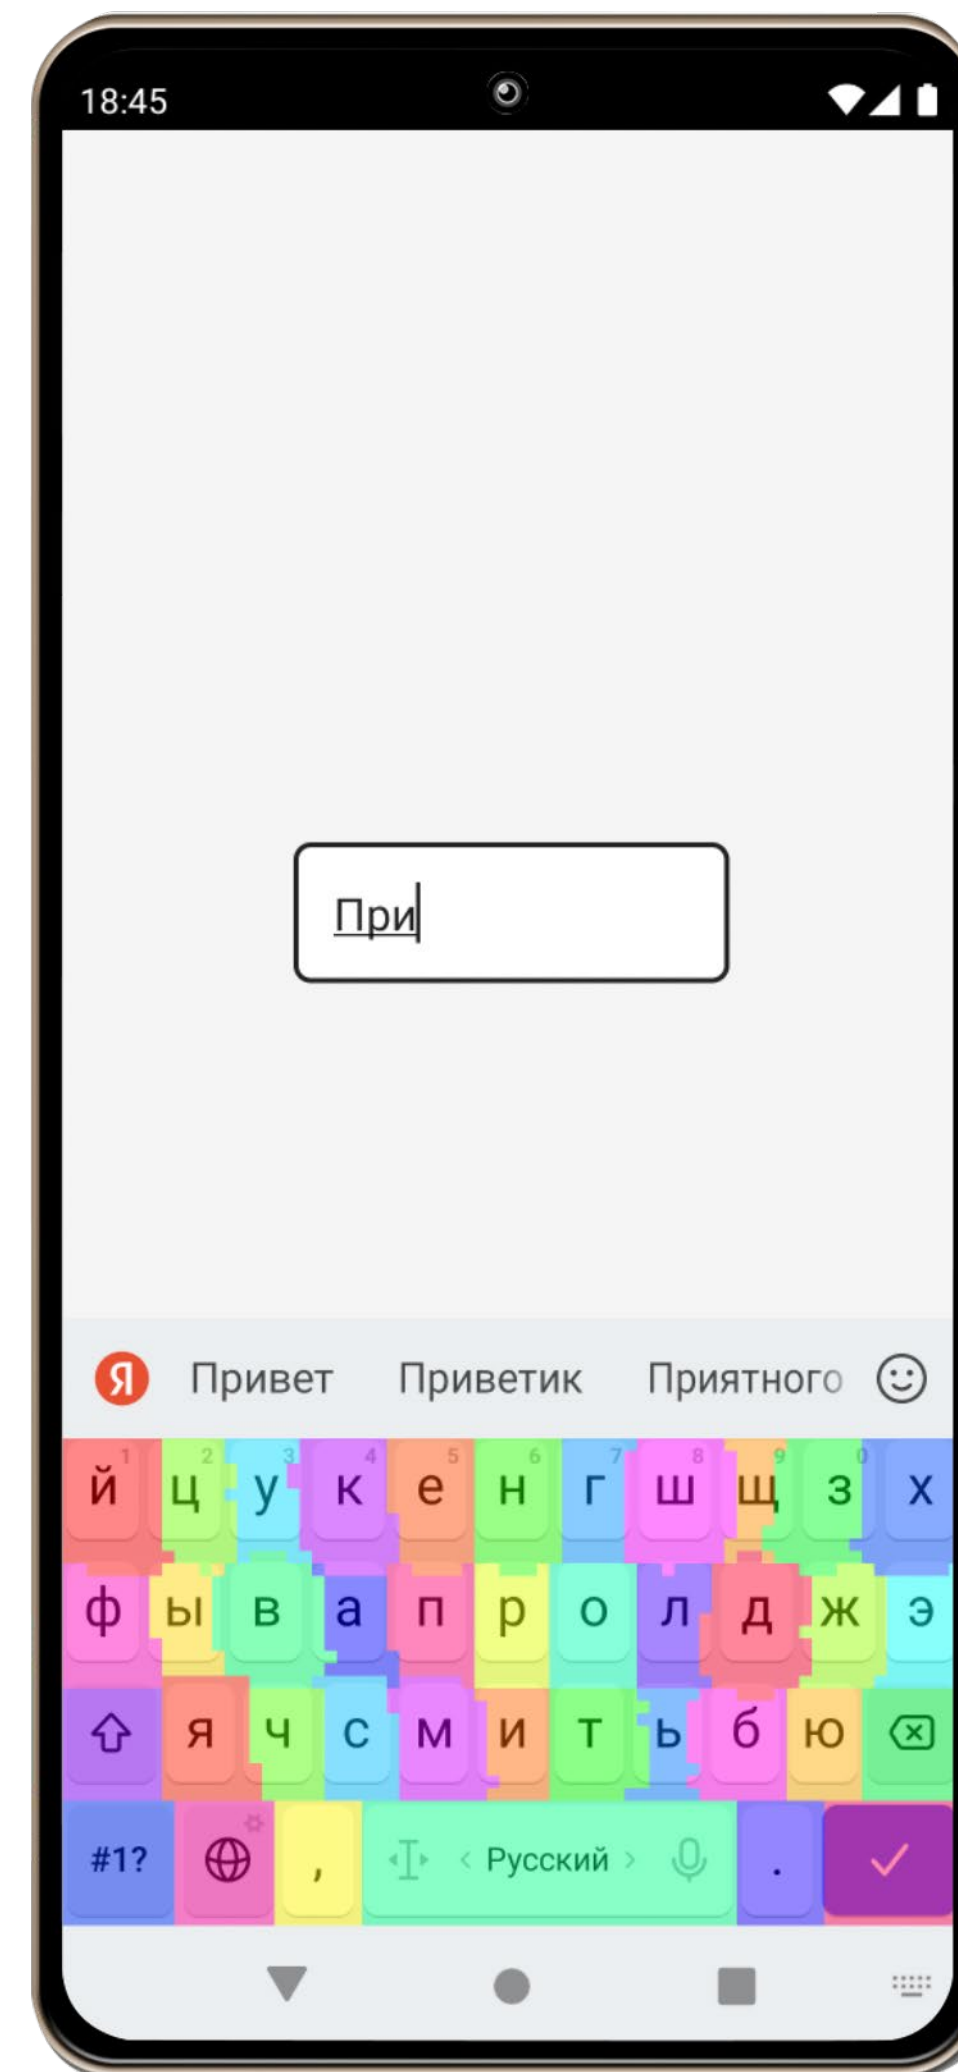 18:45
При
Я Привет Приветик Приятного
й 1 ц 2 у 3 к 4 е 5 н 6 г 7 ш 8 щ 9 з 0 х
ф ы в а п р о л д ж э
я ч с м и т ь б ю
#1? , < Русский > .